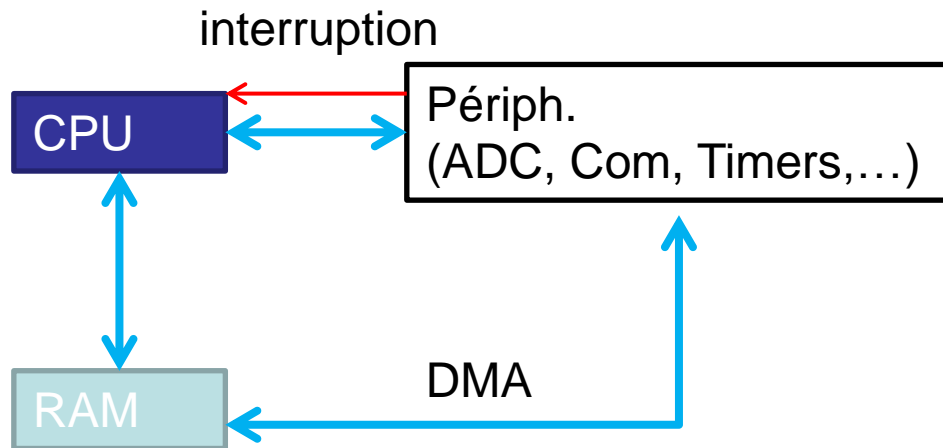 interruption
CPU
Périph.
(ADC, Com, Timers,...)
DMA
RAM